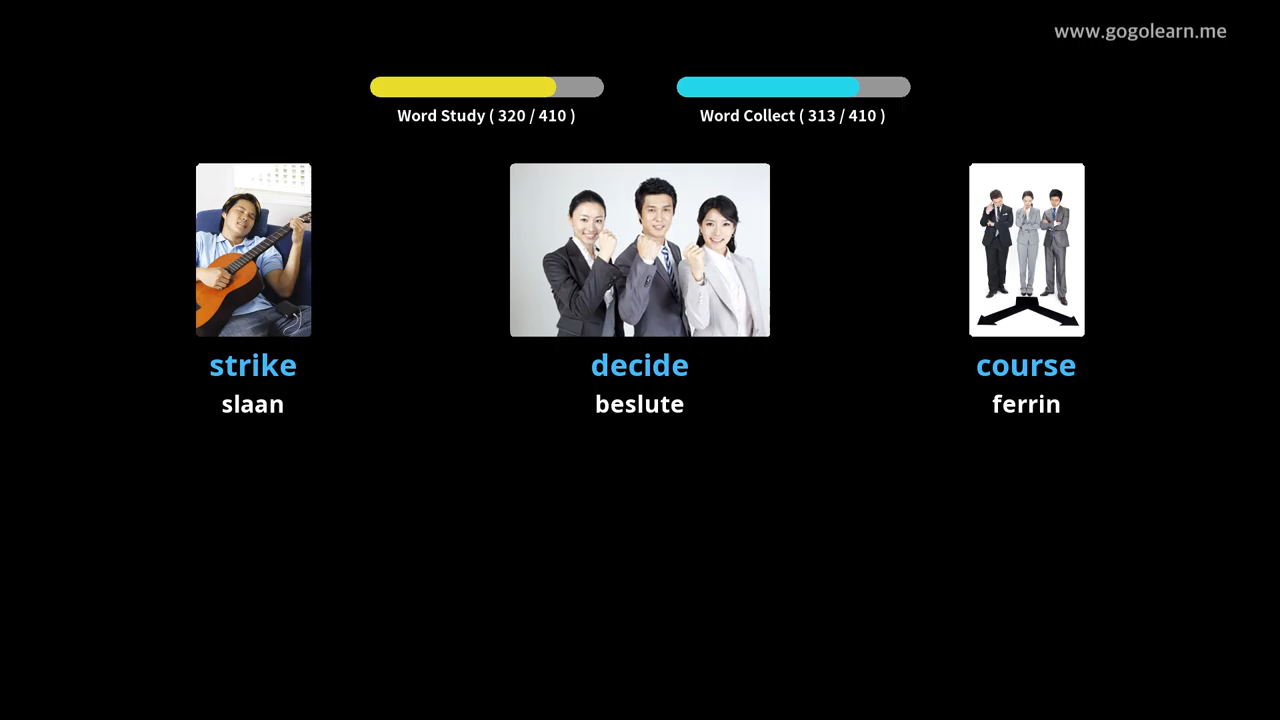 www.gogolearn.me
Word Study ( 320 / 410 )
Word Collect ( 313 / 410 )
strike
decide
course
slaan
beslute
ferrin